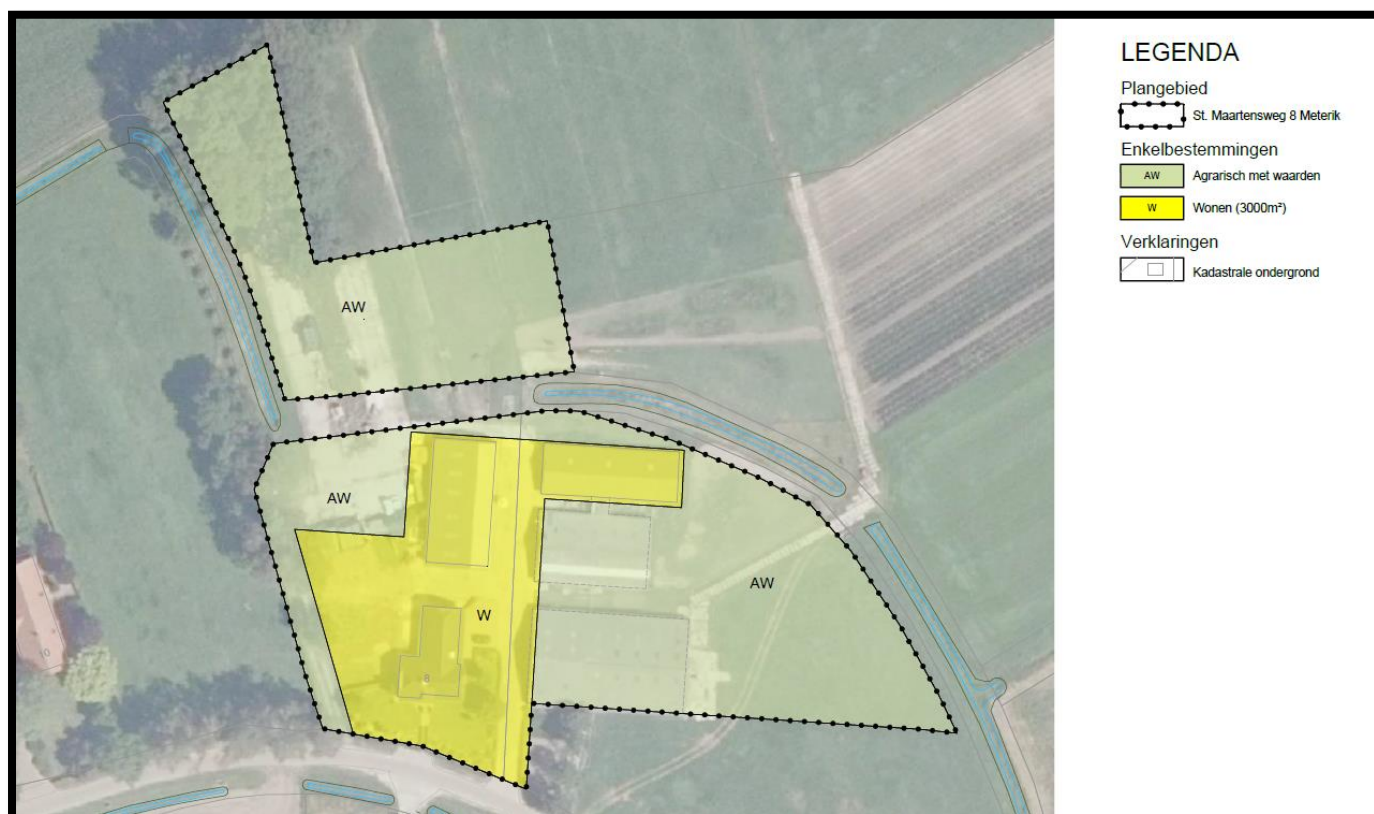 LEGENDA
Plangebied
St. Maartensweg 8 Meterik
Enkelbestemmingen
AW Agrarisch met waarden
W Wonen (3000m²)
Verklaringen
Kadastrale ondergrond
AW
AW
AW
W
8
10